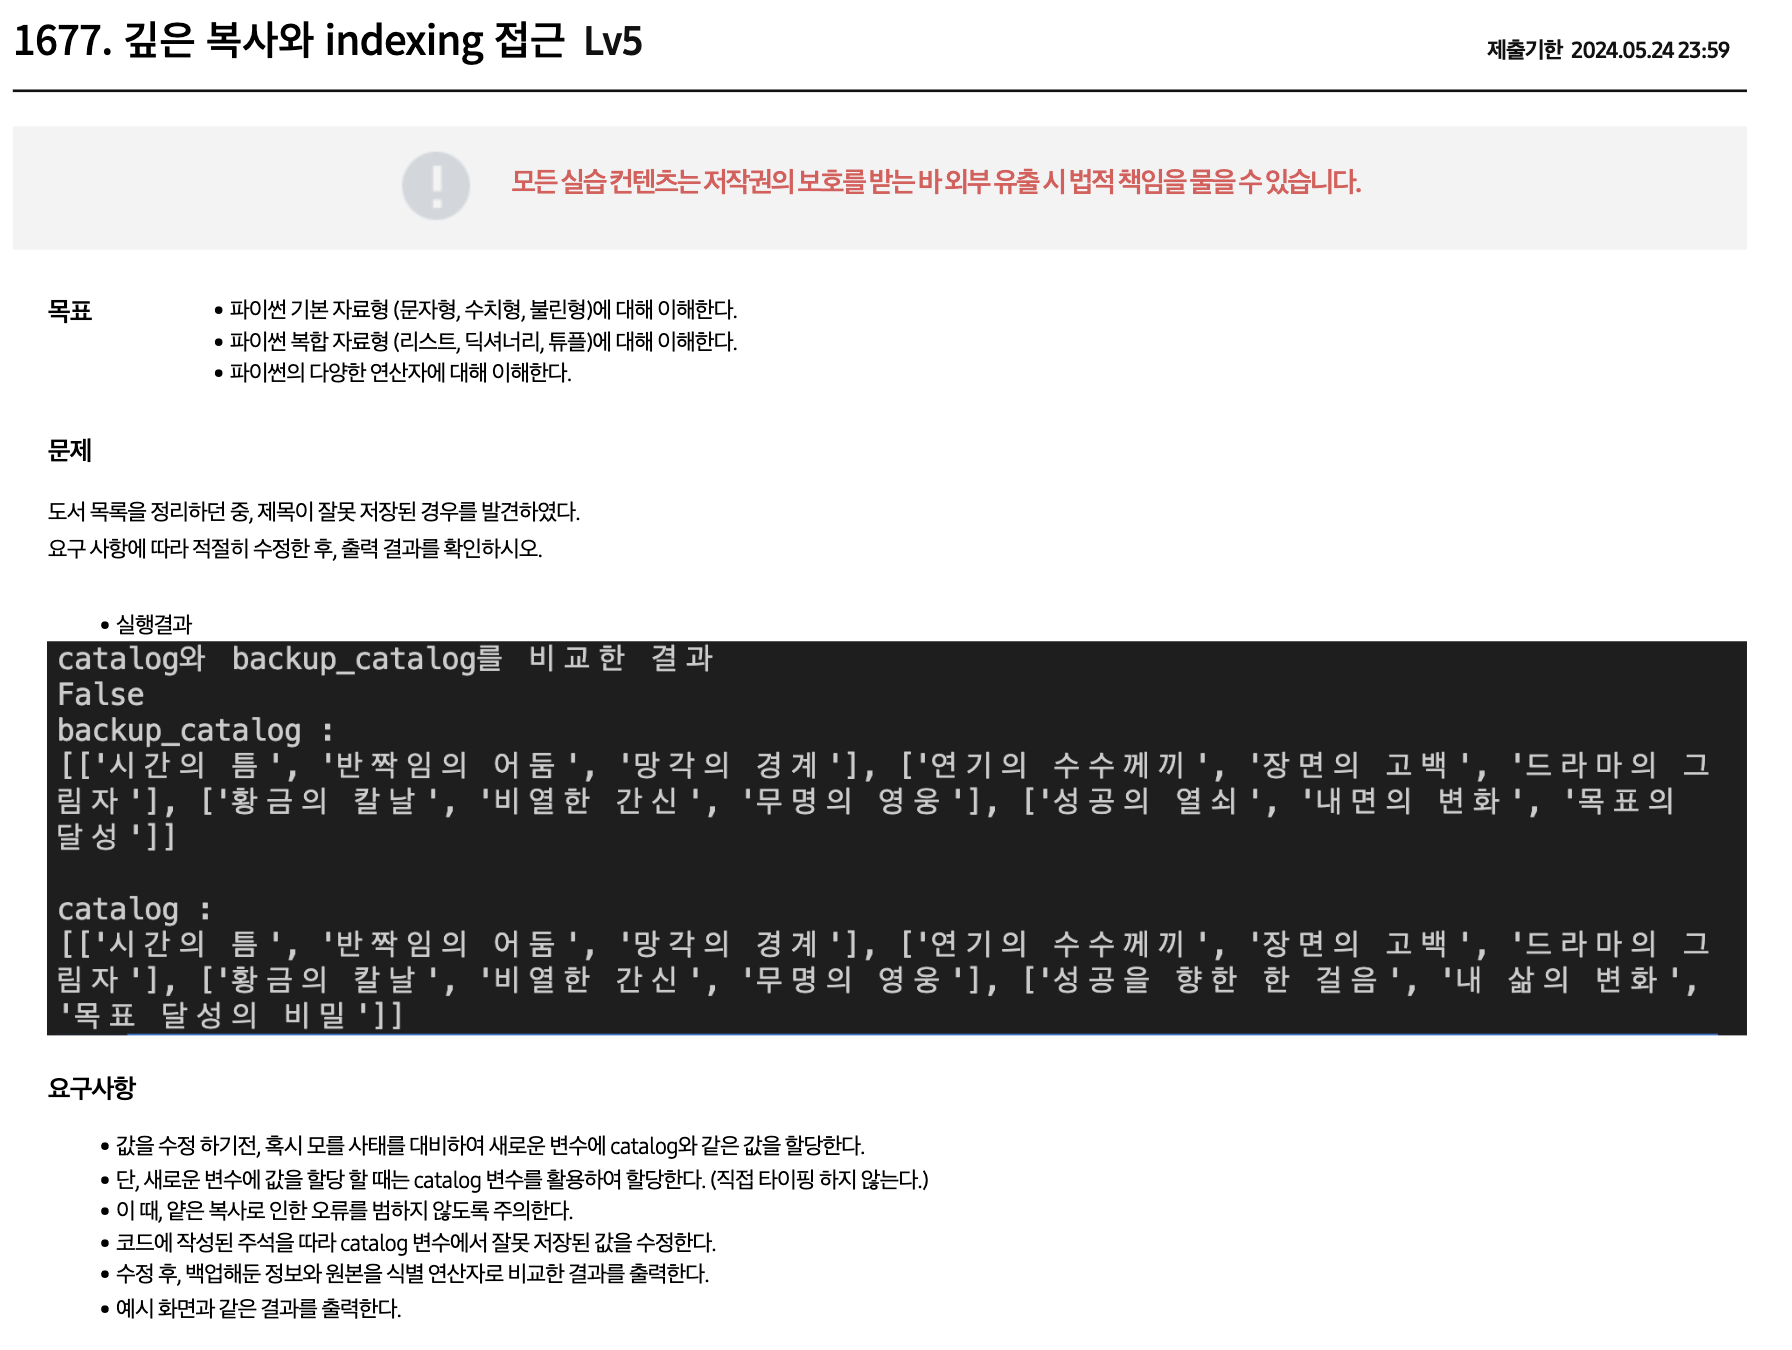 1677. 깊은 복사와 indexing 접근 Lv5
제출기한 2024.05.24 23:59
모든 실습 컨텐츠는 저작권의 보호를 받는 바 외부 유출 시 법적 책임을 물을 수 있습니다.
목표
• 파이썬 기본 자료형 (문자형, 수치형, 불린형)에 대해 이해한다.
• 파이썬 복합 자료형 (리스트, 딕셔너리, 튜플)에 대해 이해한다.
• 파이썬의 다양한 연산자에 대해 이해한다.
문제
도서 목록을 정리하던 중, 제목이 잘못 저장된 경우를 발견하였다.
요구 사항에 따라 적절히 수정한 후, 출력 결과를 확인하시오.
• 실행결과
catalog와 backup_catalog를 비교한 결과
False
backup_catalog :
[['시간의 틈', '반짝임의 어둠', '망각의 경계'], ['연기의 수수께끼', '장면의 고백', '드라마의 그
림자'], ['황금의 칼날', '비열한 간신', '무명의 영웅'], ['성공의 열쇠', '내면의 변화', '목표의
달성']]
catalog :
[['시간의 틈', '반짝임의 어둠', '망각의 경계'], ['연기의 수수께끼', '장면의 고백', '드라마의 그
림자'], ['황금의 칼날', '비열한 간신', '무명의 영웅'], ['성공을 향한 한 걸음', '내 삶의 변화',
'목표 달성의 비밀']]
요구사항
• 값을 수정 하기전, 혹시 모를 사태를 대비하여 새로운 변수에 catalog와 같은 값을 할당한다.
• 단, 새로운 변수에 값을 할당 할 때는 catalog 변수를 활용하여 할당한다. (직접 타이핑 하지 않는다.)
• 이 때, 얕은 복사로 인한 오류를 범하지 않도록 주의한다.
• 코드에 작성된 주석을 따라 catalog 변수에서 잘못 저장된 값을 수정한다.
• 수정 후, 백업해둔 정보와 원본을 식별 연산자로 비교한 결과를 출력한다.
• 예시 화면과 같은 결과를 출력한다.